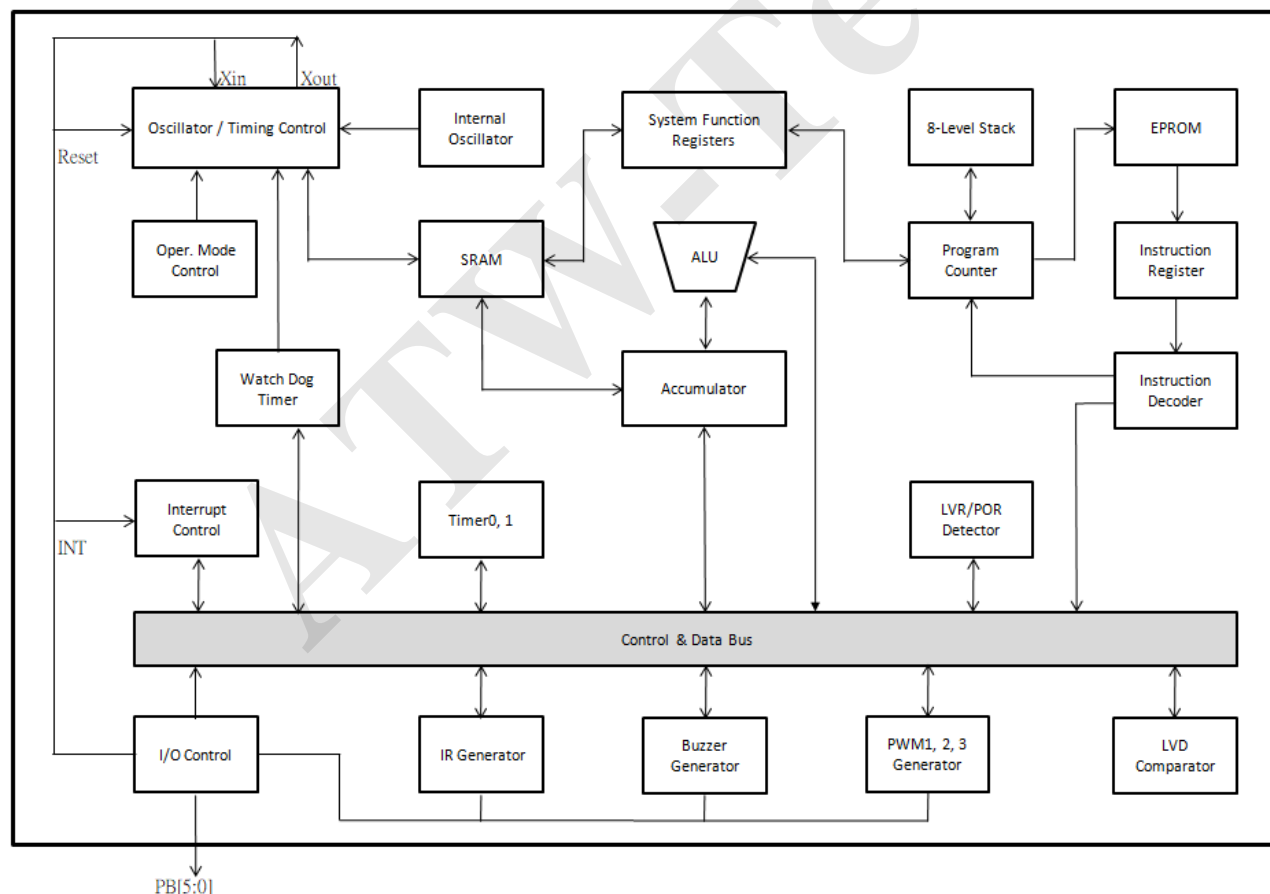 Xin
Xout
Oscillator / Timing Control
Internal
Oscillator
System Function
Registers
8-Level Stack
EPROM
Reset
Oper. Mode
Control
SRAM
ALU
Program
Counter
Instruction
Register
Watch Dog
Timer
Accumulator
Instruction
Decoder
Interrupt
Control
Timer0, 1
LVR/POR
Detector
INT
Control & Data Bus
I/O Control
IR Generator
Buzzer
Generator
PWM1, 2, 3
Generator
LVD
Comparator
PB[5:0]
ATW-Te